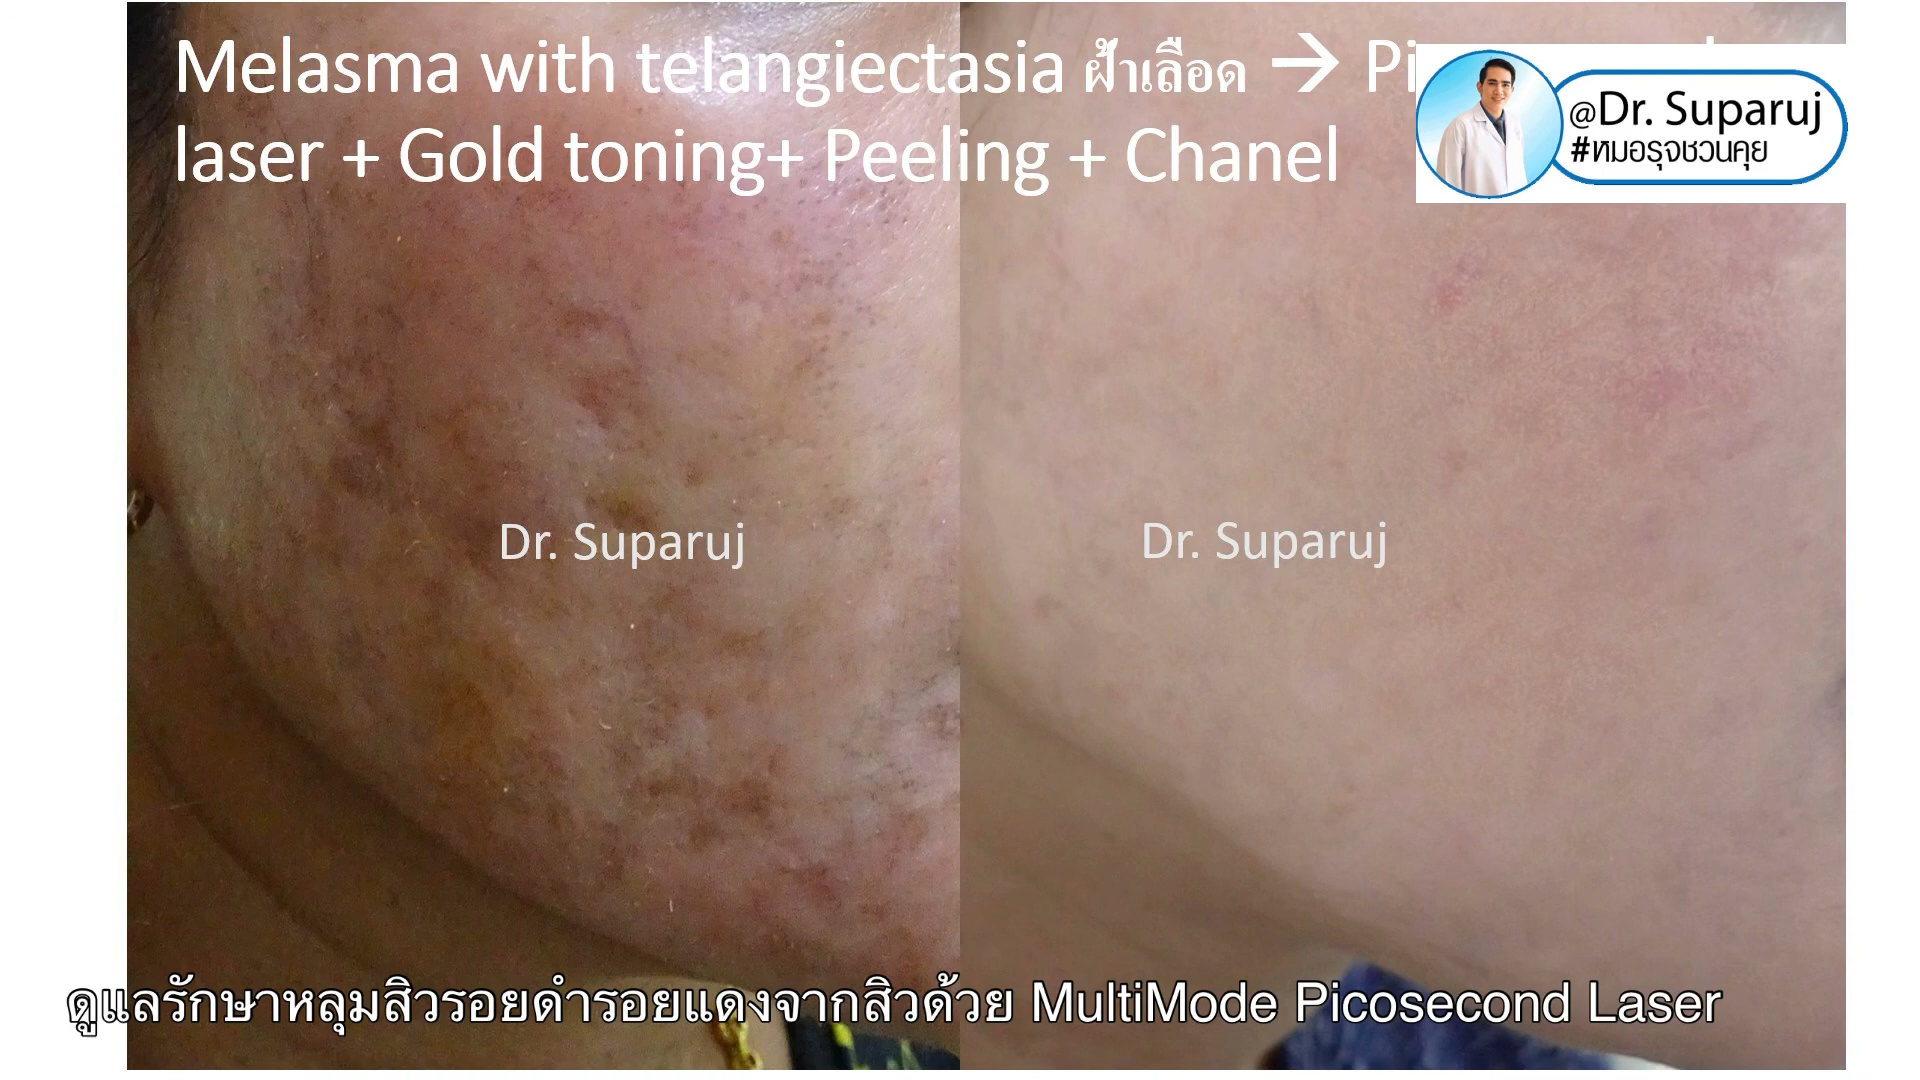 Melasma with telangiectasia ฝ้าเลือด → Pi
laser + Gold toning+ Peeling + Chanel
@Dr. Suparuj
#หมอรุจชวนคุย
Dr. Suparuj
Dr. Suparuj
ดูแลรักษาหลุมสิวรอยดำรอยแดงจากสิวด้วย MultiMode Picosecond Laser